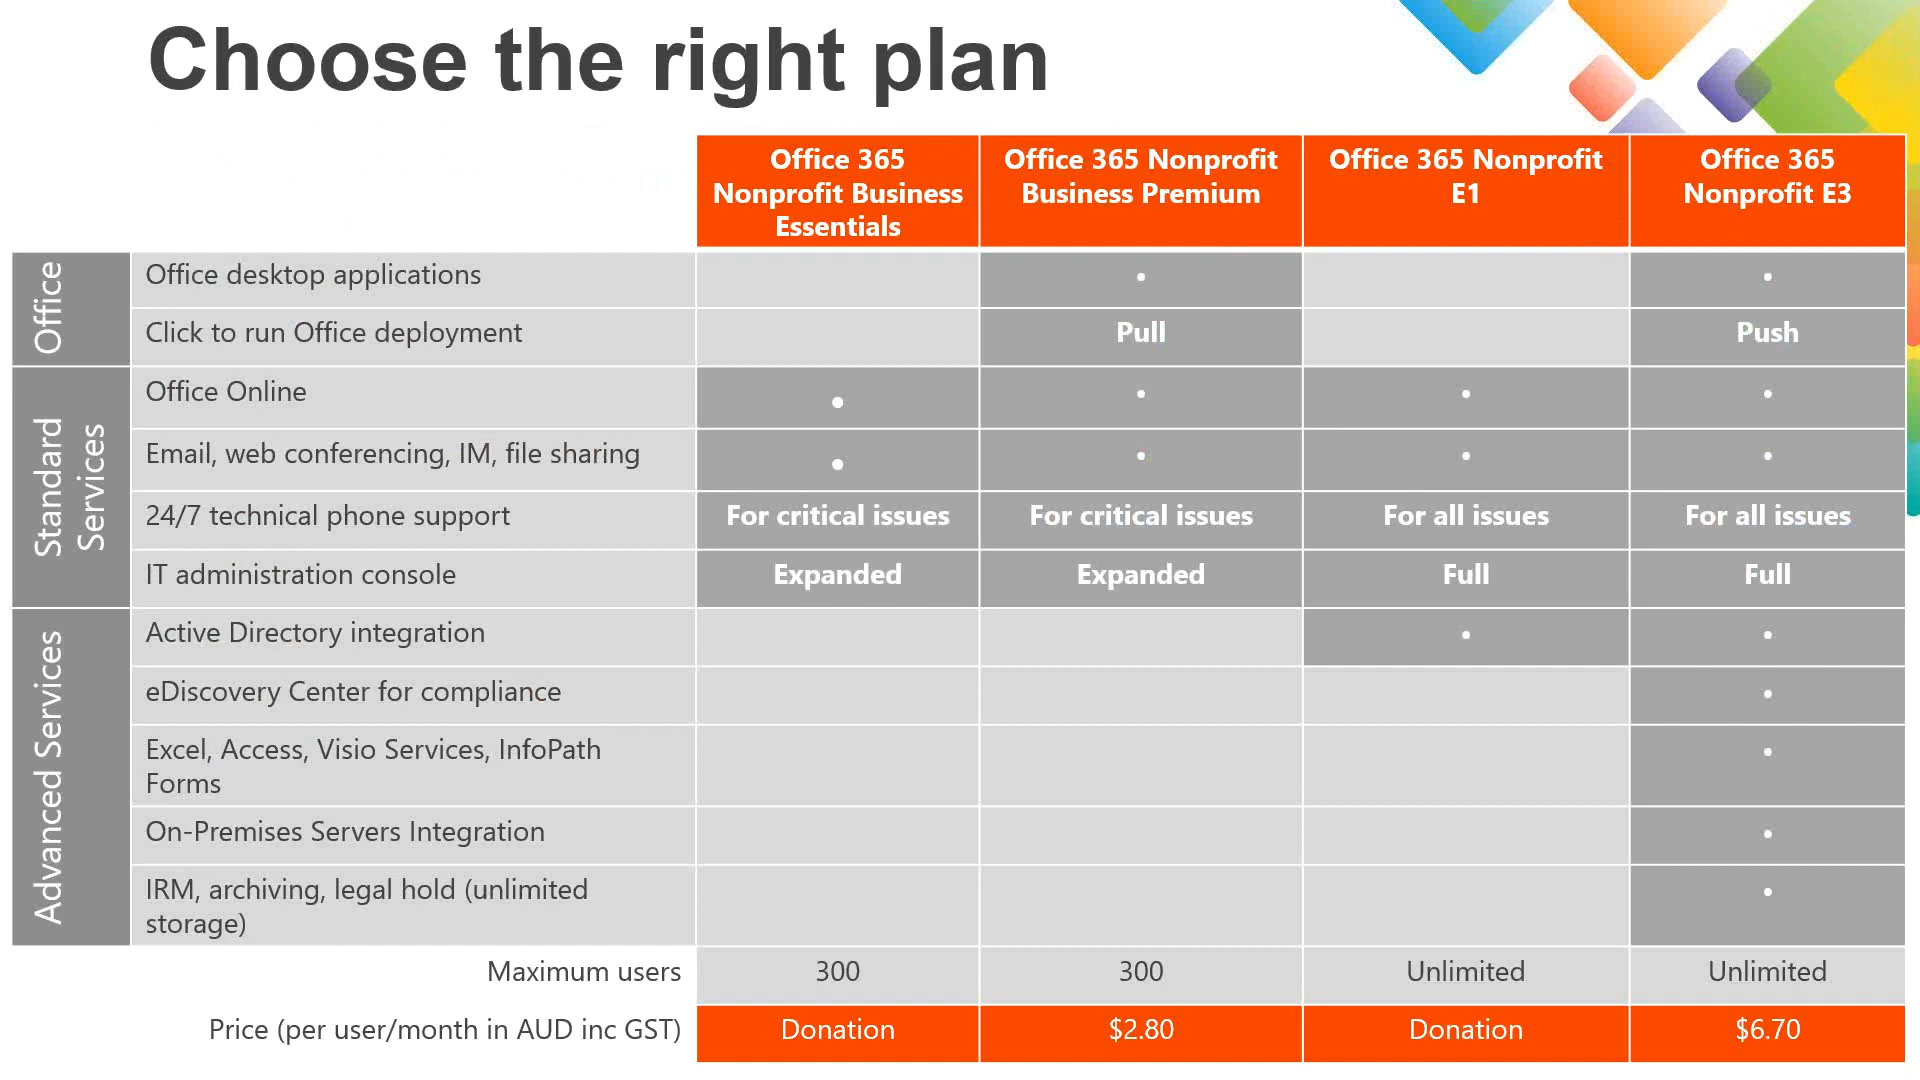 Choose the right plan
Office 365
Nonprofit Business
Essentials
Office 365 Nonprofit
Business Premium
Office 365 Nonprofit
E1
Office 365
Nonprofit E3
Office
Office desktop applications
•
•
Click to run Office deployment
Pull
Push
Standard
Services
Office Online
•
•
•
•
Email, web conferencing, IM, file sharing
•
•
•
•
24/7 technical phone support
For critical issues
For critical issues
For all issues
For all issues
IT administration console
Expanded
Expanded
Full
Full
Advanced Services
Active Directory integration
•
•
eDiscovery Center for compliance
•
Excel, Access, Visio Services, InfoPath
Forms
•
On-Premises Servers Integration
•
IRM, archiving, legal hold (unlimited
storage)
•
Maximum users
300
300
Unlimited
Unlimited
Price (per user/month in AUD inc GST)
Donation
$2.80
Donation
$6.70